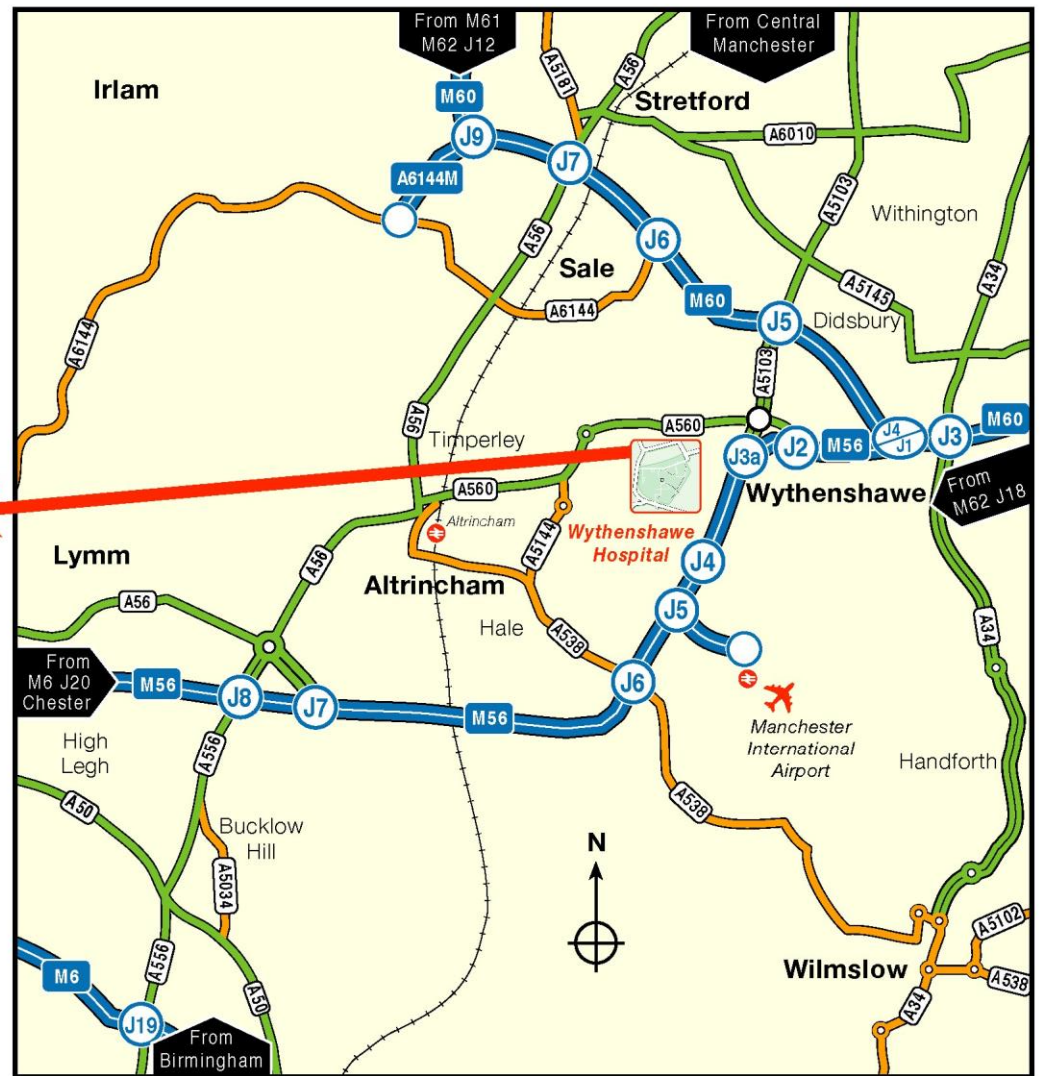 From M61
M62 J12
From Central
Manchester
Irlam
M60
A5181
A56
Stretford
J9
A6010
A6144M
J7
A5103
Withington
A56
J6
Sale
A34
M60
A5145
A6144
A6144
J5
Didsbury
A5103
A56
Timperley
A560
J4
J1
J3
M60
J3a
J2
M56
Wythenshawe
From
M62 J18
A560
Altrincham
Wythenshawe
Hospital
A5144
Lymm
A56
J4
Altrincham
A56
J5
Hale
A538
A34
From
M6 J20
Chester
M56
J8
J7
M56
J6
Manchester
International
Airport
High
Legh
A556
Handforth
A50
A538
Bucklow
Hill
N
A5034
A5102
A556
Wilmslow
M6
A50
A538
A34
J19
From
Birmingham